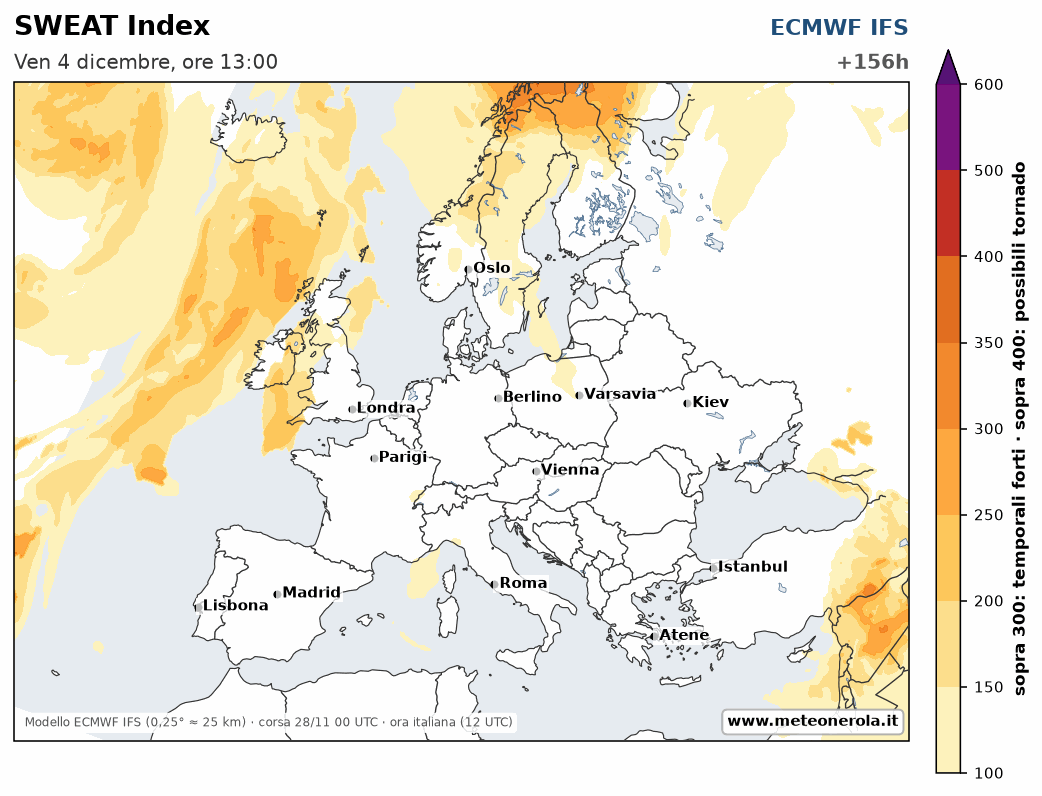 SWEAT Index
ECMWF IFS
Ven 4 dicembre, ore 13:00
+156h
600
500
400
350
300
250
200
150
100
sopra 300: temporali forti · sopra 400: possibili tornado
Oslo
Berlino
Varsavia
Kiev
Londra
Parigi
Vienna
Istanbul
Roma
Madrid
Lisbona
Atene
Modello ECMWF IFS (0,25° ≈ 25 km) · corsa 28/11 00 UTC · ora italiana (12 UTC)
www.meteonerola.it